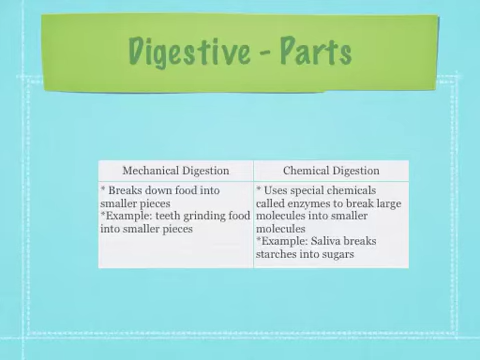 Digestive - Parts
Mechanical Digestion
* Breaks down food into
smaller pieces
*Example: teeth grinding food
into smaller pieces
Chemical Digestion
* Uses special chemicals
called enzymes to break large
molecules into smaller
molecules
*Example: Saliva breaks
starches into sugars